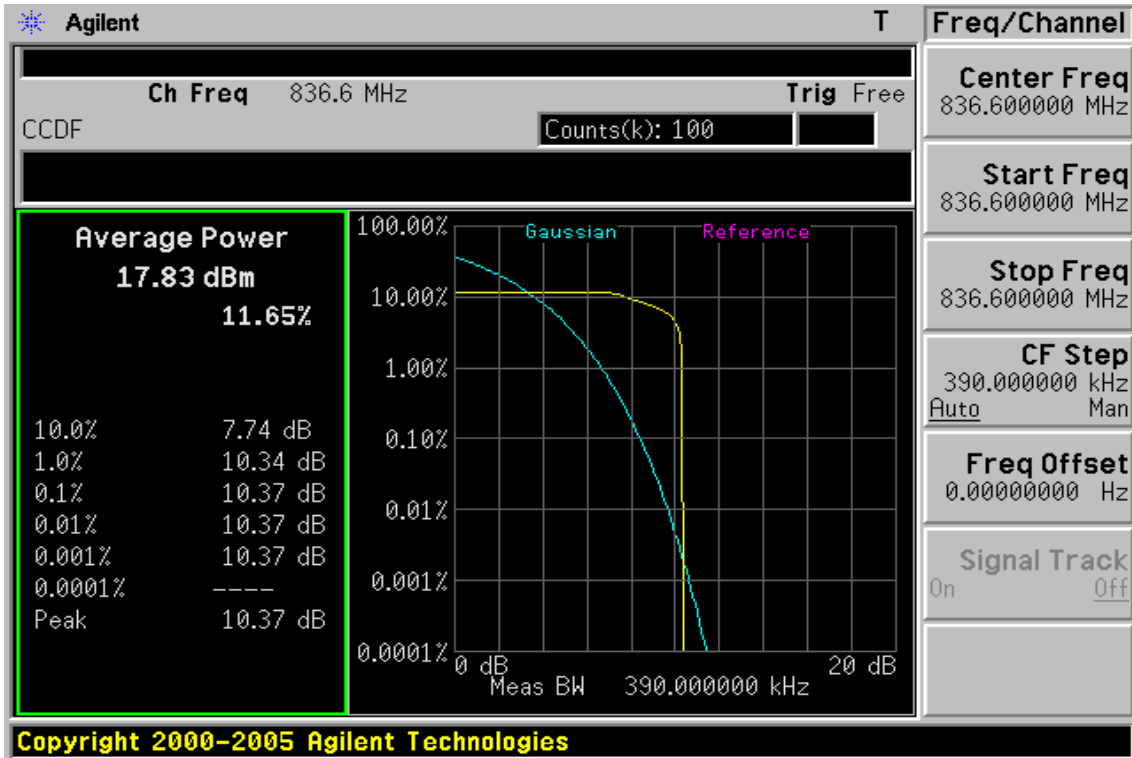 Agilent T Freq/Channel
Ch Freq 836.6 MHz Trig Free
CCDF Counts(k): 100
Average Power
17.83 dBm
11.65%
10.0% 7.74 dB
1.0% 10.34 dB
0.1% 10.37 dB
0.01% 10.37 dB
0.001% 10.37 dB
0.0001% ----
Peak 10.37 dB
Gaussian Reference
100.00%
10.00%
1.00%
0.10%
0.01%
0.001%
0.0001%
0 dB 20 dB
Meas BW 390.000000 kHz
Center Freq
836.600000 MHz
Start Freq
836.600000 MHz
Stop Freq
836.600000 MHz
CF Step
390.000000 kHz
Auto Man
Freq Offset
0.00000000 Hz
Signal Track
On Off
Copyright 2000-2005 Agilent Technologies